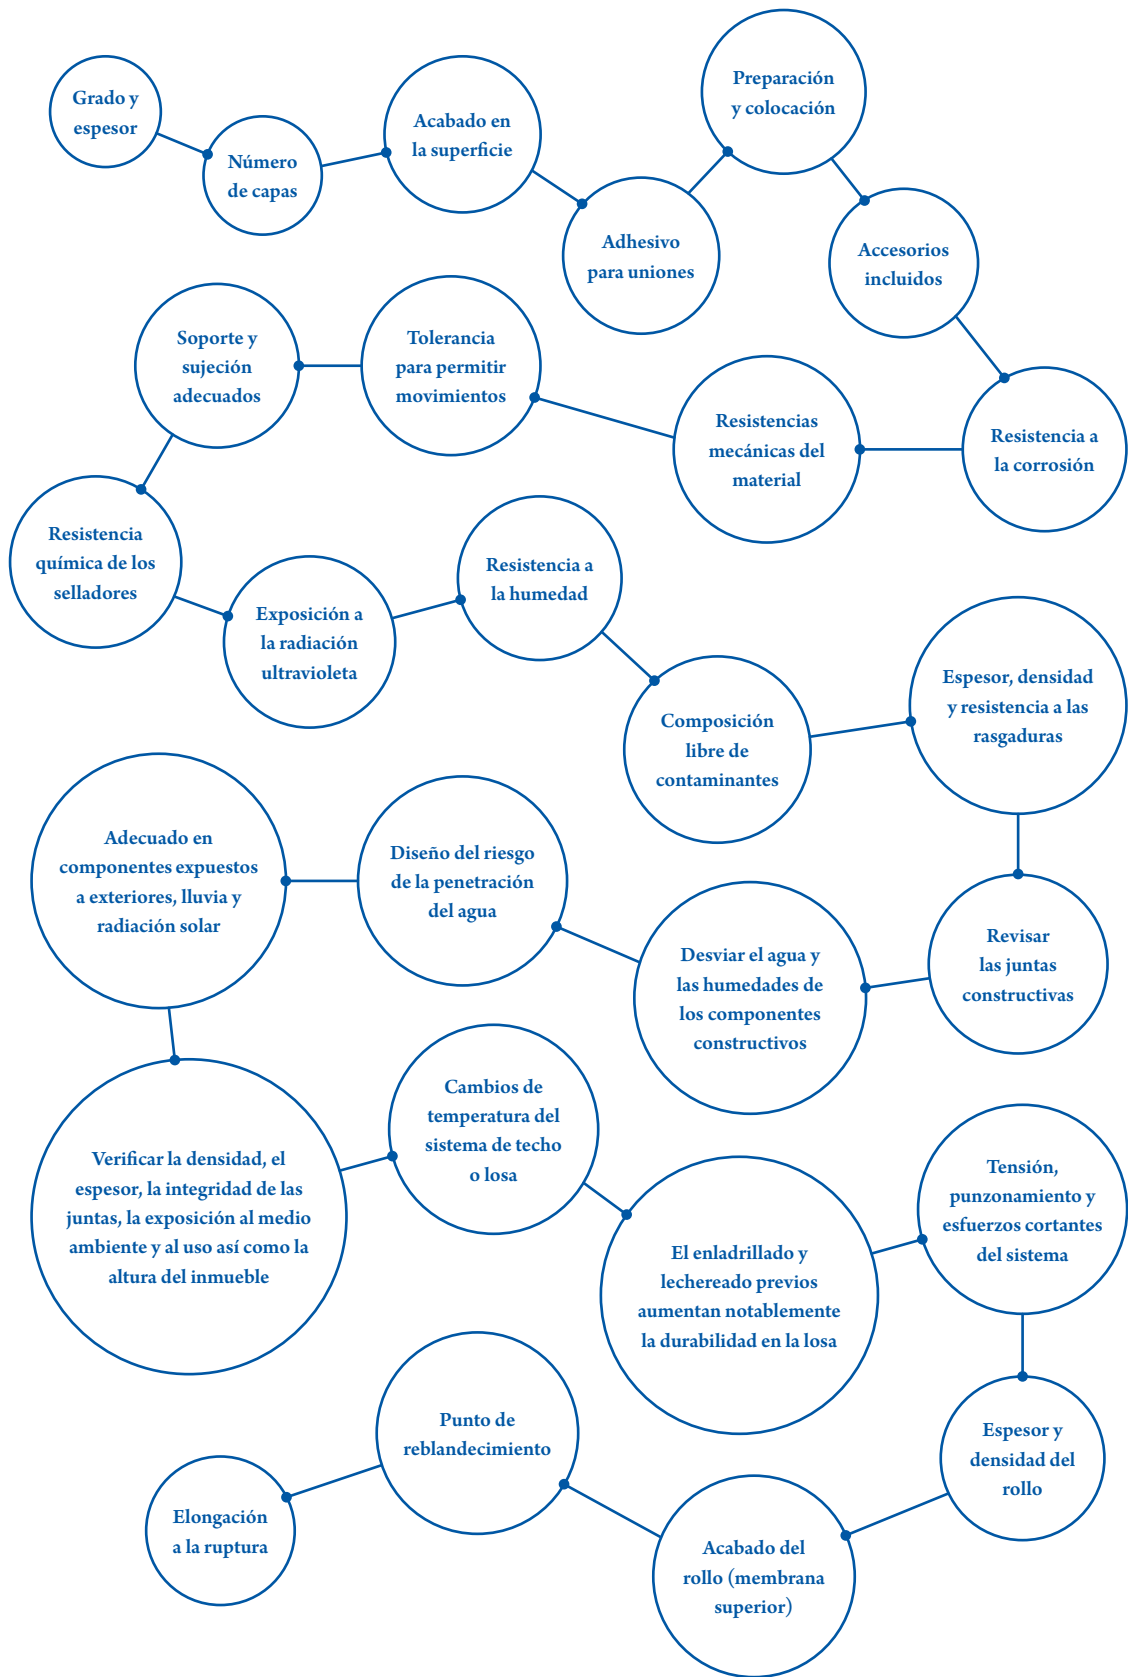 Grado y
espesor
Número
de capas
Acabado en
la superficie
Adhesivo
para uniones
Preparación
y colocación
Accesorios
incluidos
Resistencia a
la corrosión
Resistencias
mecánicas del
material
Tolerancia
para permitir
movimientos
Soporte y
sujeción
adecuados
Resistencia
química de los
selladores
Exposición a
la radiación
ultravioleta
Resistencia a
la humedad
Composición
libre de
contaminantes
Espesor, densidad
y resistencia a las
rasgaduras
Revisar
las juntas
constructivas
Desviar el agua y
las humedades de
los componentes
constructivos
Diseño del riesgo
de la penetración
del agua
Adecuado en
componentes expuestos
a exteriores, lluvia y
radiación solar
Verificar la densidad, el
espesor, la integridad de las
juntas, la exposición al medio
ambiente y al uso así como la
altura del inmueble
Cambios de
temperatura del
sistema de techo
o losa
El enladrillado y
lechereado previos
aumentan notablemente
la durabilidad en la losa
Tensión,
punzonamiento y
esfuerzos cortantes
del sistema
Espesor y
densidad del
rollo
Acabado del
rollo (membrana
superior)
Punto de
reblandecimiento
Elongación
a la ruptura